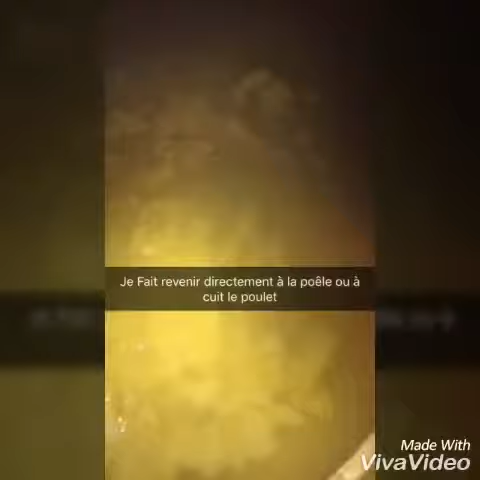 Je Fait revenir directement à la poêle ou à
cuit le poulet
Made With
VivaVideo